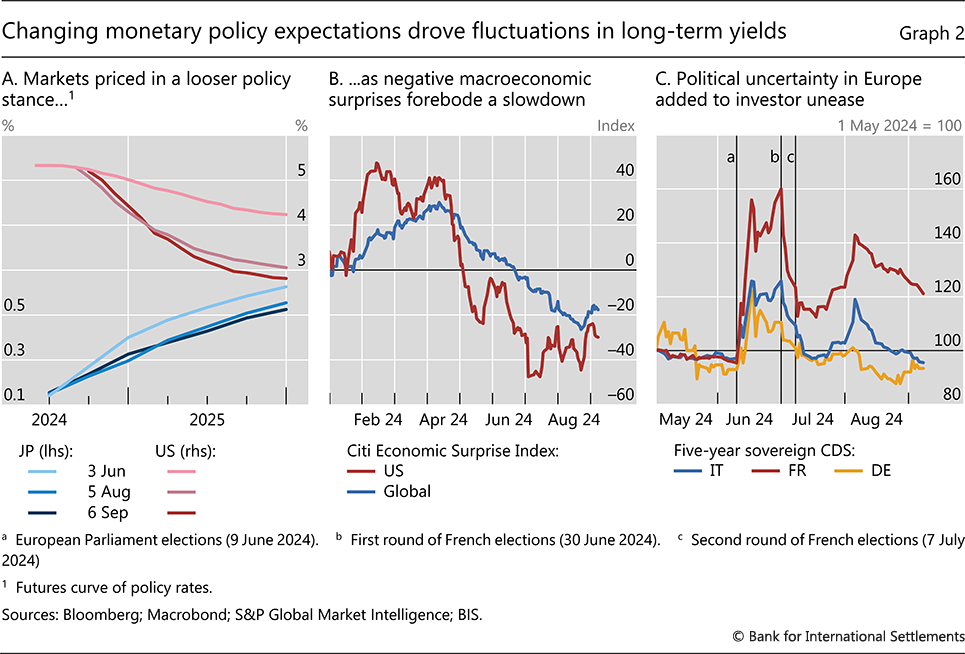 Changing monetary policy expectations drove fluctuations in long-term yields
Graph 2
A. Markets priced in a looser policy
stance…¹
% %
5
4
3
0.5
0.3
0.1
2024 2025
JP (lhs): US (rhs):
3 Jun
5 Aug
6 Sep
B. ...as negative macroeconomic
surprises forebode a slowdown
Index
40
20
0
–20
–40
–60
Feb 24 Apr 24 Jun 24 Aug 24
Citi Economic Surprise Index:
US
Global
C. Political uncertainty in Europe
added to investor unease
1 May 2024 = 100
a b c
160
140
120
100
80
May 24 Jun 24 Jul 24 Aug 24
Five-year sovereign CDS:
IT FR DE
ᵃ European Parliament elections (9 June 2024). ᵇ First round of French elections (30 June 2024). ᶜ Second round of French elections (7 July
2024)
¹ Futures curve of policy rates.
Sources: Bloomberg; Macrobond; S&P Global Market Intelligence; BIS.
© Bank for International Settlements